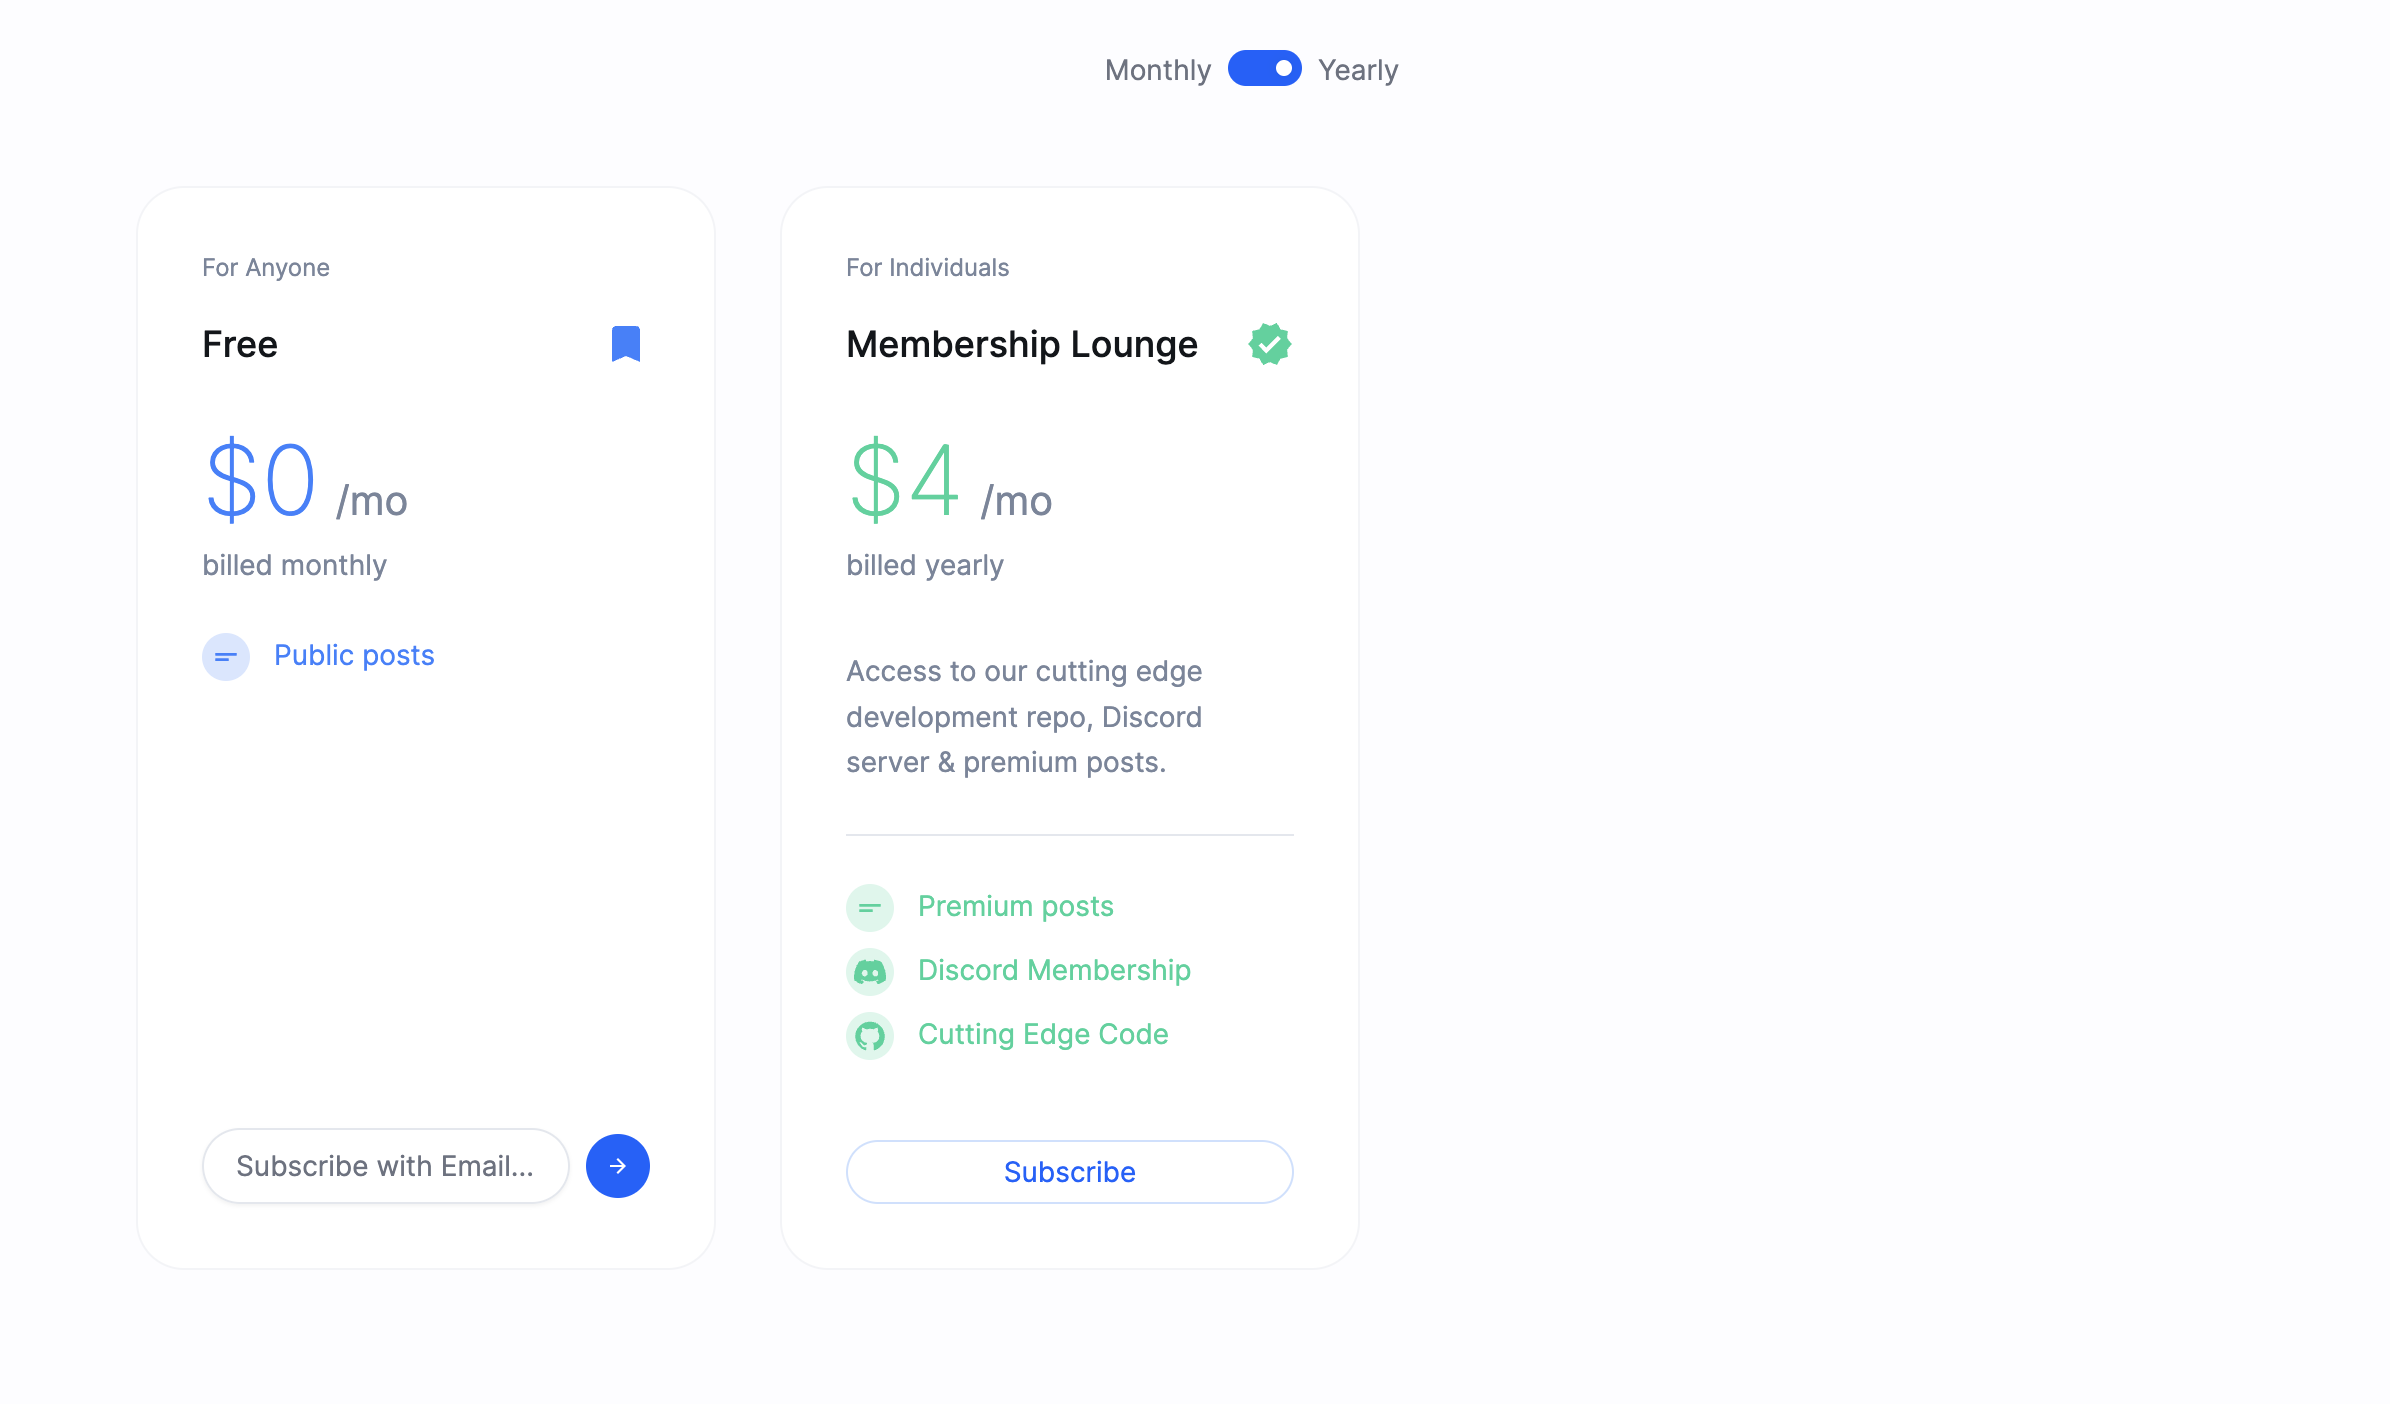 Monthly Yearly
For Anyone
Free
$0 /mo
billed monthly
Public posts
Subscribe with Email...
For Individuals
Membership Lounge
$4 /mo
billed yearly
Access to our cutting edge
development repo, Discord
server & premium posts.
Premium posts
Discord Membership
Cutting Edge Code
Subscribe